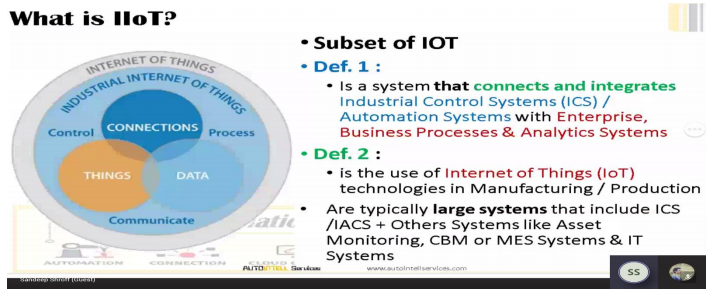 What is IIoT?
INTERNET OF THINGS
INDUSTRIAL INTERNET OF THINGS
Control
CONNECTIONS
Process
THINGS
DATA
Communicate
AUTOMATION
CONNECTION
CLOUD
• Subset of IOT
• Def. 1 :
• Is a system that connects and integrates
Industrial Control Systems (ICS) /
Automation Systems with Enterprise,
Business Processes & Analytics Systems
• Def. 2 :
• is the use of Internet of Things (IoT)
technologies in Manufacturing / Production
• Are typically large systems that include ICS
/IACS + Others Systems like Asset
Monitoring, CBM or MES Systems & IT
Systems
AUTOINTELL Services
www.autointellservices.com
Sandeep Shroff (Guest)
SS